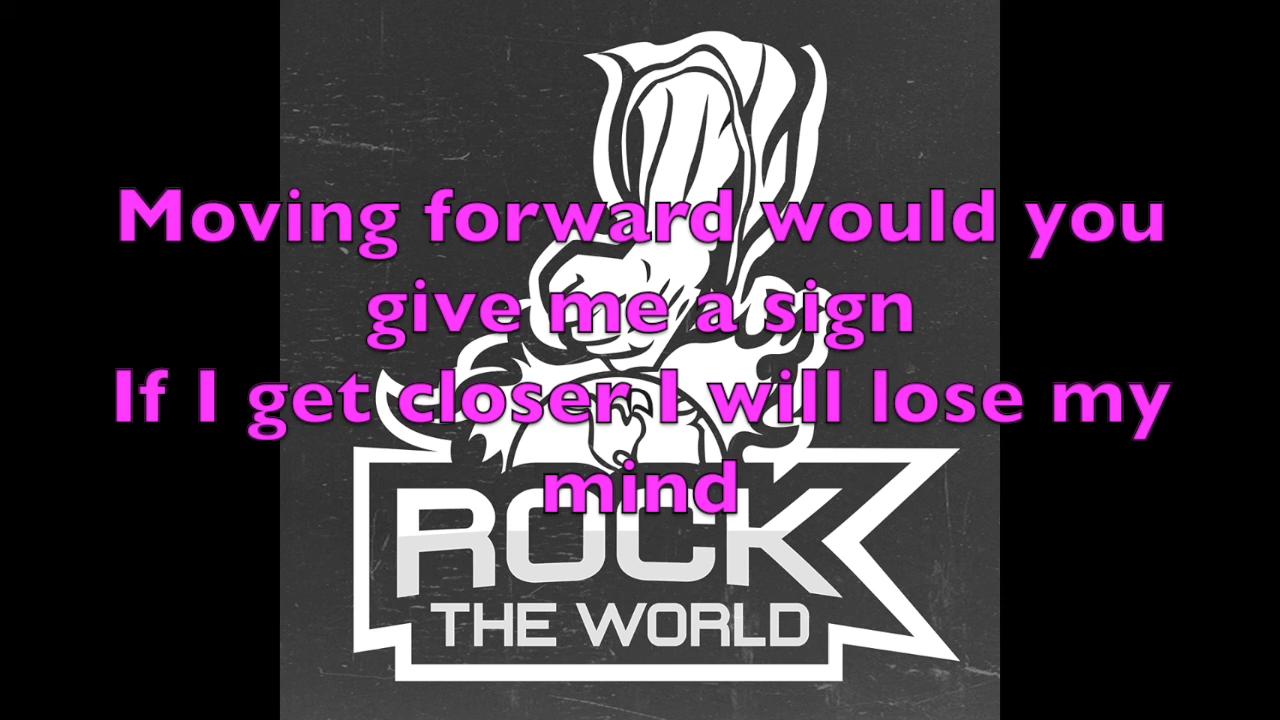 Moving forward would you
give me a sign
If I get closer I will lose my
mind
ROCK
THE WORLD